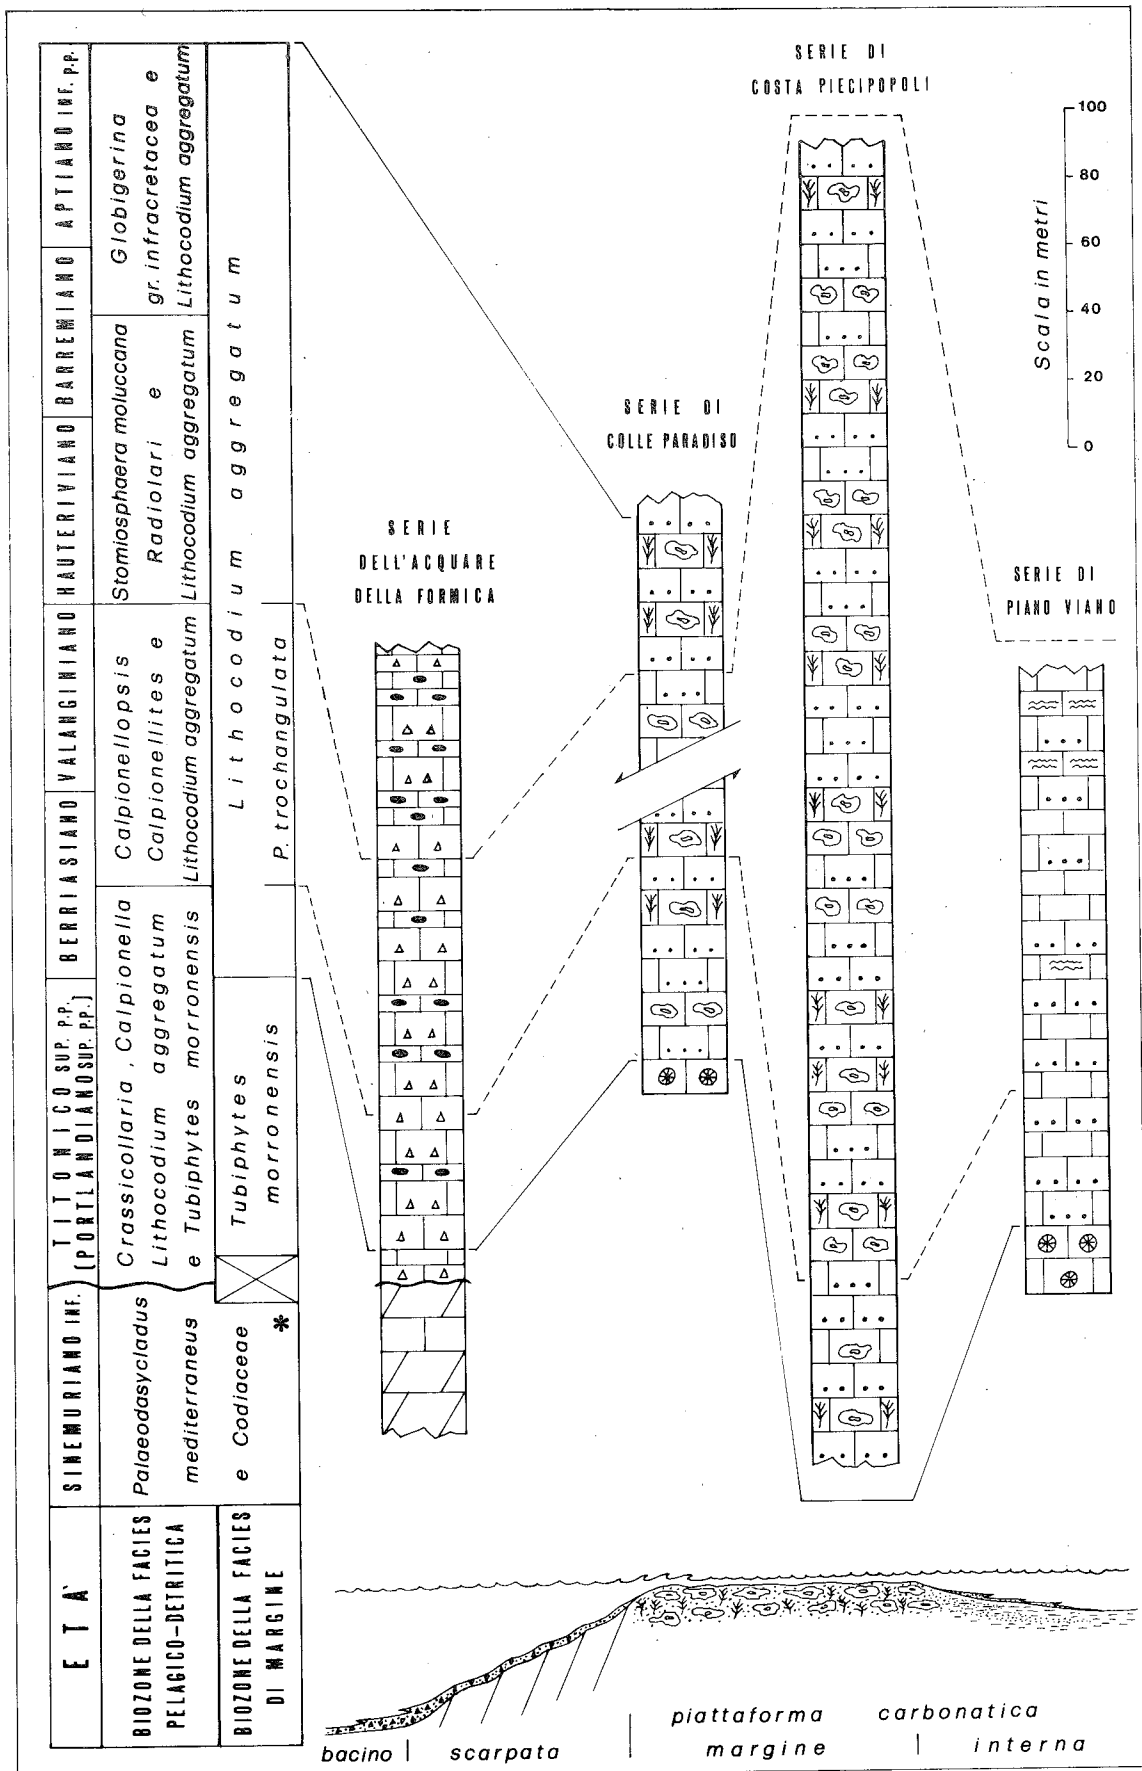 SERIE DI
COSTA PIECIPOPOLI
100
80
60
40
20
0
Scala in metri
SERIE DI
COLLE PARADISO
SERIE
DELL'ACQUARE
DELLA FORMICA
SERIE DI
PIANO VIANO
APTIANO INF. P.P.
BARREMIANO
HAUTERIVIANO
VALANGINIANO
BERRIASIANO
TITONICO SUP. P.P.
(PORTLANDIANO SUP. P.P.)
SINEMURIANO INF.
ETÀ
Globigerina
gr. infracretacea e
Lithocodium aggregatum
Stomiosphaera moluccana
Radiolari e
Lithocodium aggregatum
Calpionellopsis
Calpionellites e
Lithocodium aggregatum
Crassicollaria, Calpionella
Lithocodium aggregatum
e Tubiphytes morronensis
Palaeodasycladus
mediterraneus
e Codiaceae *
BIOZONE DELLA FACIES
PELAGICO-DETRITICA
Lithocodium aggregatum
P. trochangulata
Tubiphytes
morronensis
BIOZONE DELLA FACIES
DI MARGINE
piattaforma carbonatica
bacino | scarpata | margine | interna